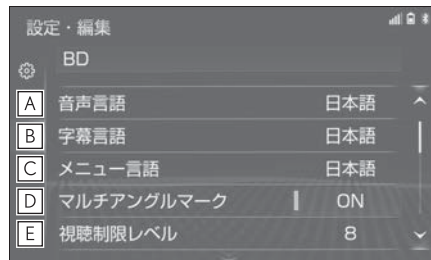 設定・編集
BD
A 音声言語 日本語
B 字幕言語 日本語
C メニュー言語 日本語
D マルチアングルマーク ON
E 視聴制限レベル 8